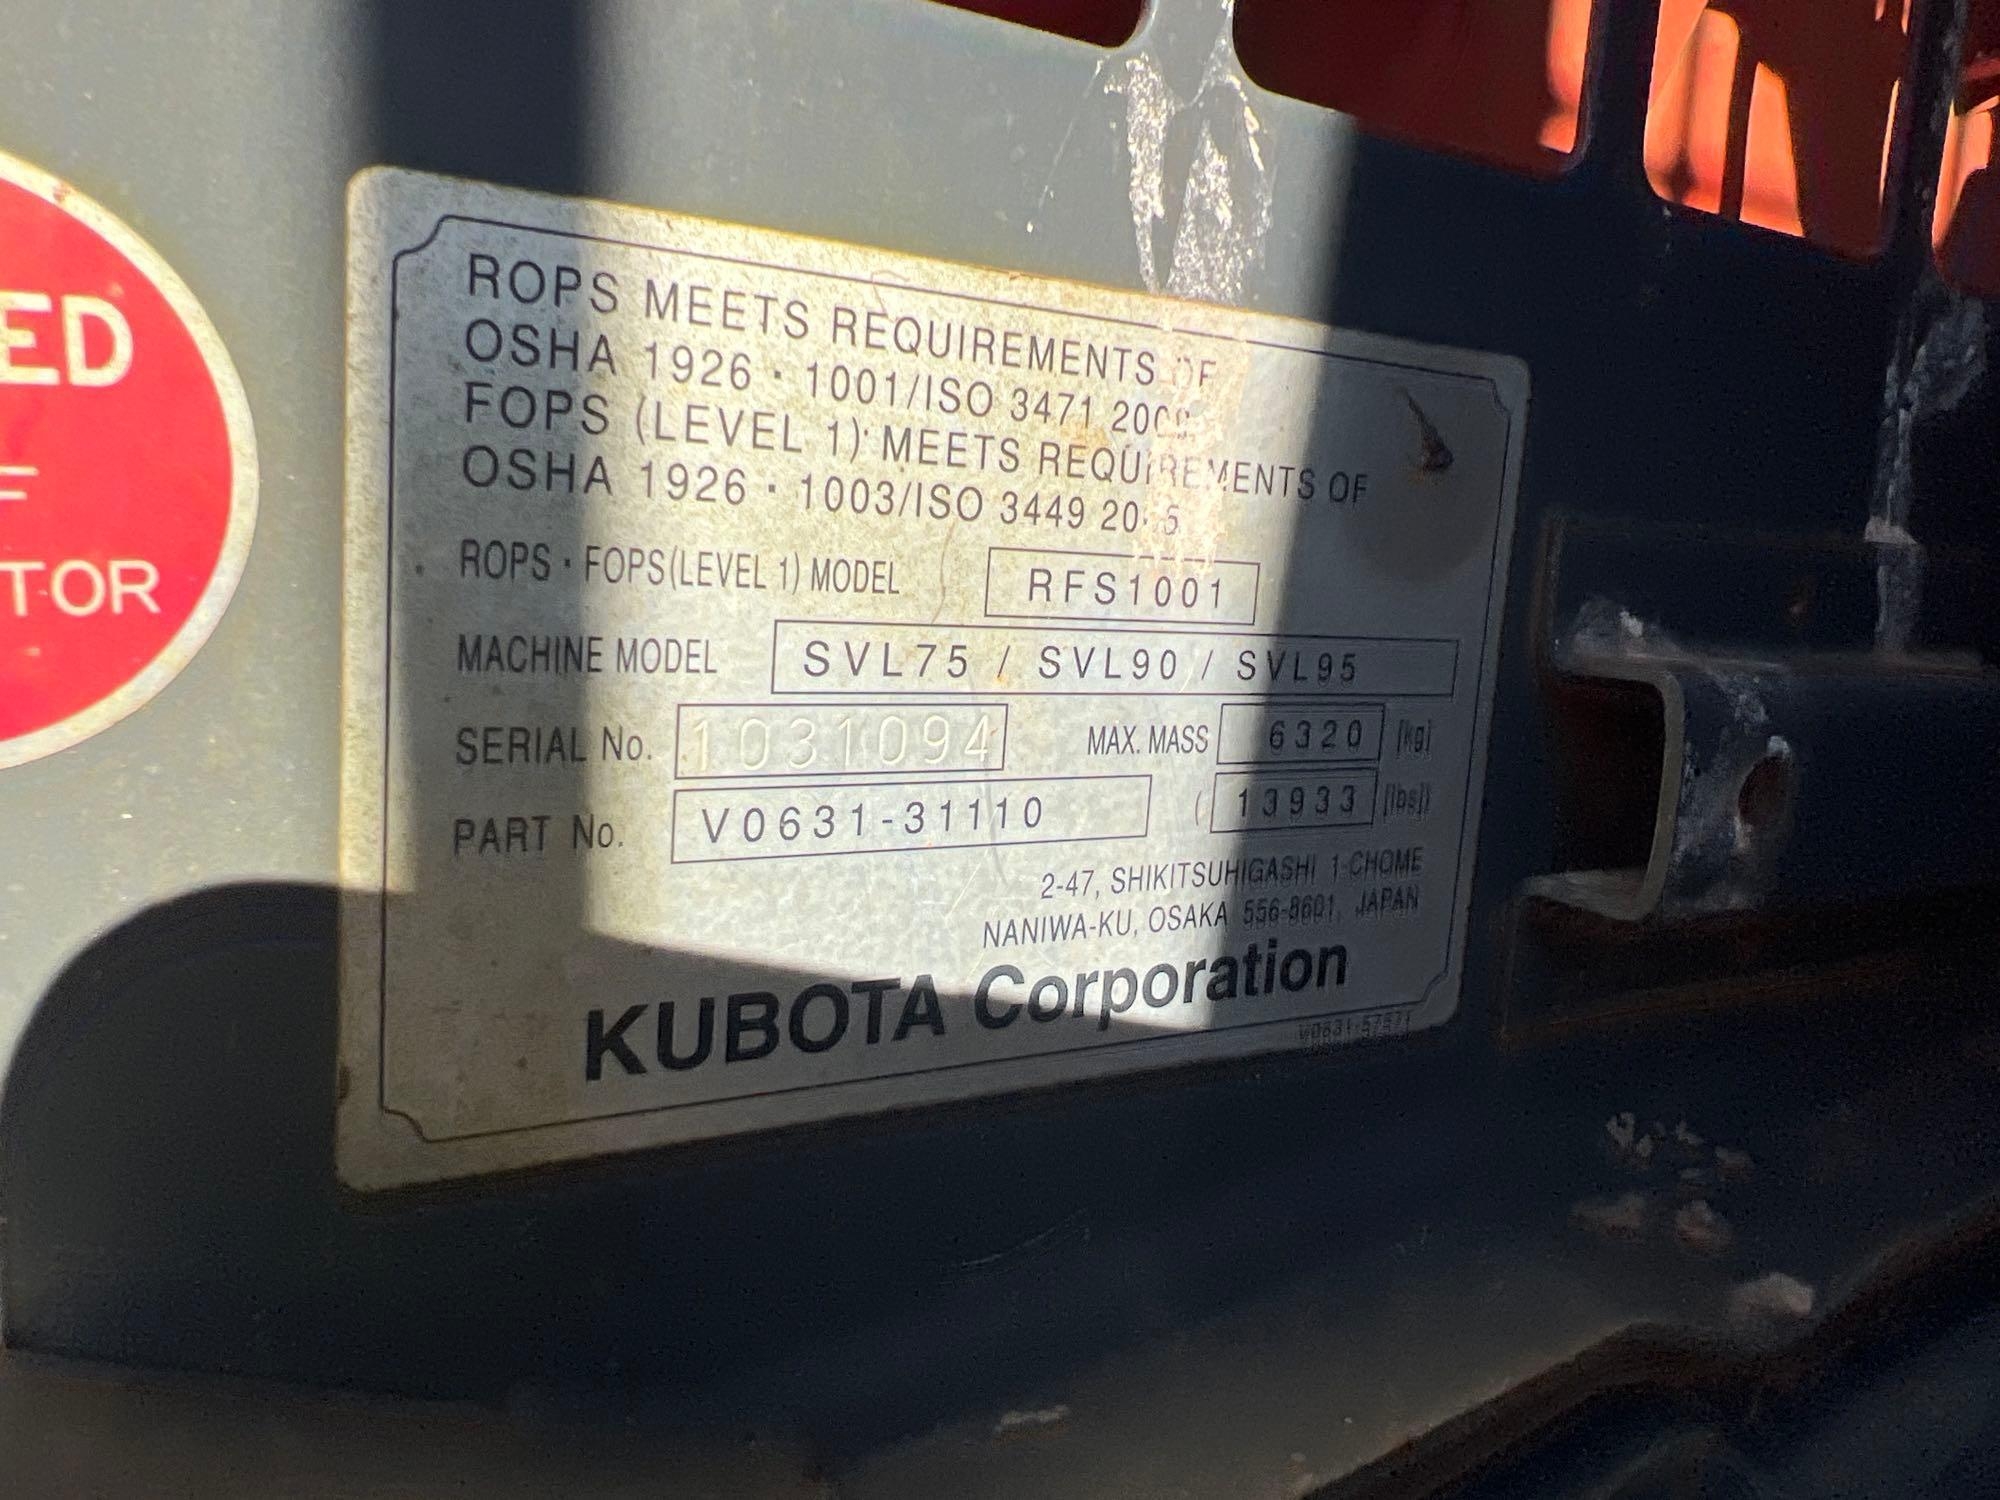 ED
F
TOR
ROPS MEETS REQUIREMENTS OF
OSHA 1926・1001/ISO 3471
FOPS (LEVEL 1) MEETS REQUIREMENTS OF
OSHA 1926・1003/ISO 3449
ROPS・FOPS(LEVEL 1) MODEL RFS1001
MACHINE MODEL SVL75 / SVL90 / SVL95
SERIAL No. 1031094 MAX. MASS 6320 [kg]
PART No. V0631-31110 ( 13933 [lbs])
2-47, SHIKITSUHIGASHI 1-CHOME
NANIWA-KU, OSAKA 556-8601, JAPAN
KUBOTA Corporation